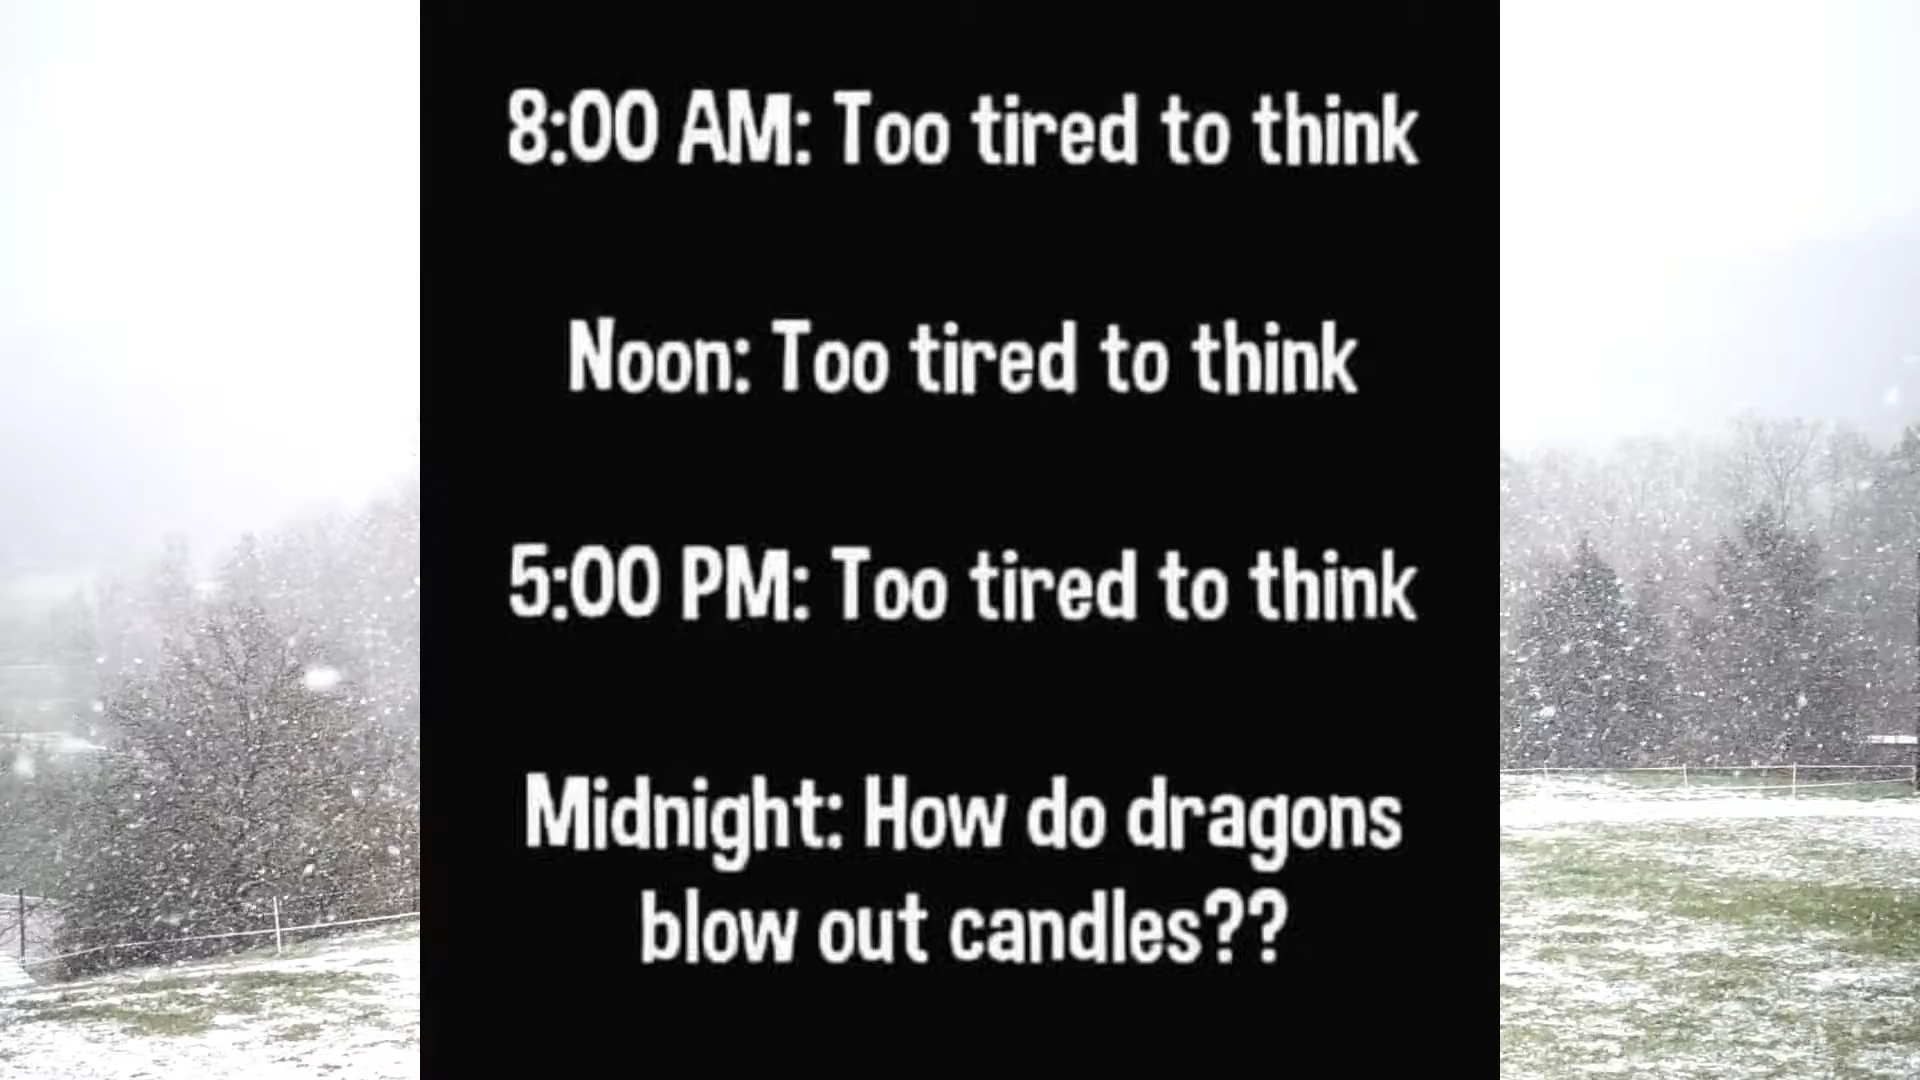 8:00 AM: Too tired to think
Noon: Too tired to think
5:00 PM: Too tired to think
Midnight: How do dragons
blow out candles??